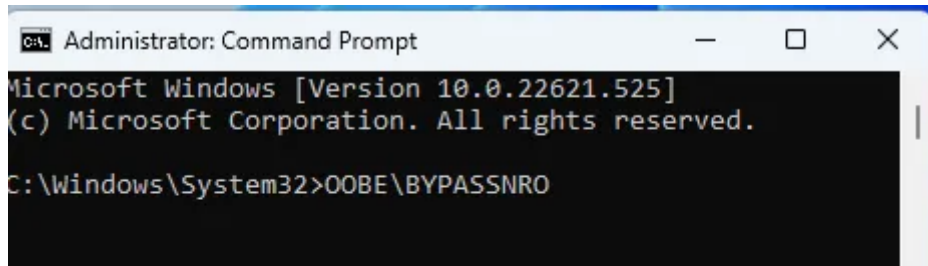 Administrator: Command Prompt
Microsoft Windows [Version 10.0.22621.525]
(c) Microsoft Corporation. All rights reserved.
C:\Windows\System32>OOBE\BYPASSNRO